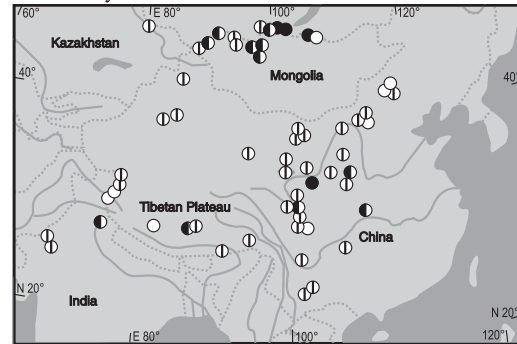 /60° E 80° /100° \120°
Kazakhstan
Mongolia
40° 40°
Tibetan Plateau
China
N 20° India N 20°
/E 80° 100° 120°\